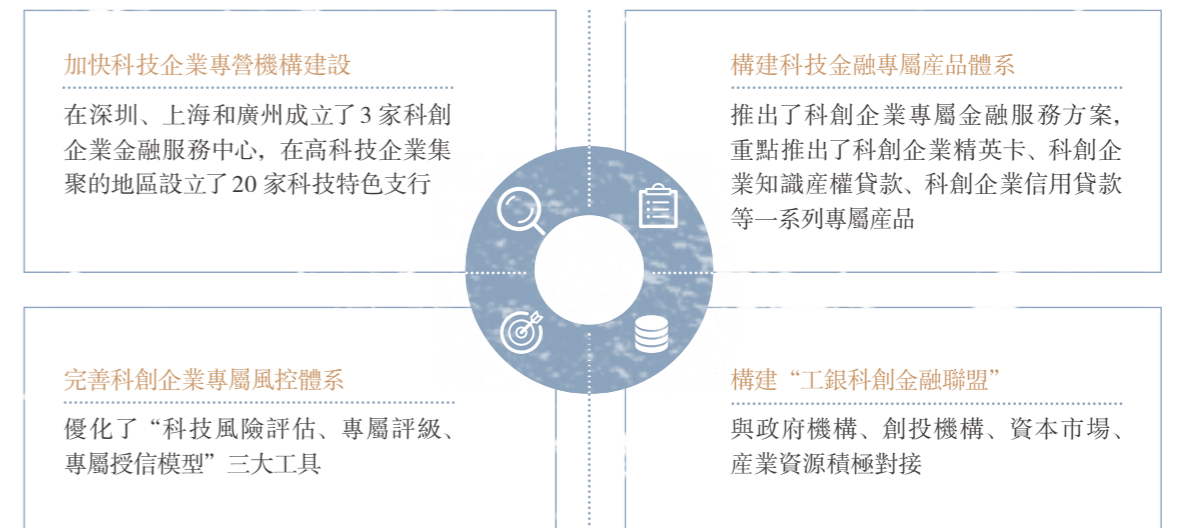 加快科技企業專營機構建設
在深圳、上海和廣州成立了 3 家科創
企業金融服務中心，在高科技企業集
聚的地區設立了 20 家科技特色支行
構建科技金融專屬産品體系
推出了科創企業專屬金融服務方案，
重點推出了科創企業精英卡、科創企
業知識産權貸款、科創企業信用貸款
等一系列專屬産品
完善科創企業專屬風控體系
優化了“科技風險評估、專屬評級、
專屬授信模型”三大工具
構建“工銀科創金融聯盟”
與政府機構、創投機構、資本市場、
産業資源積極對接